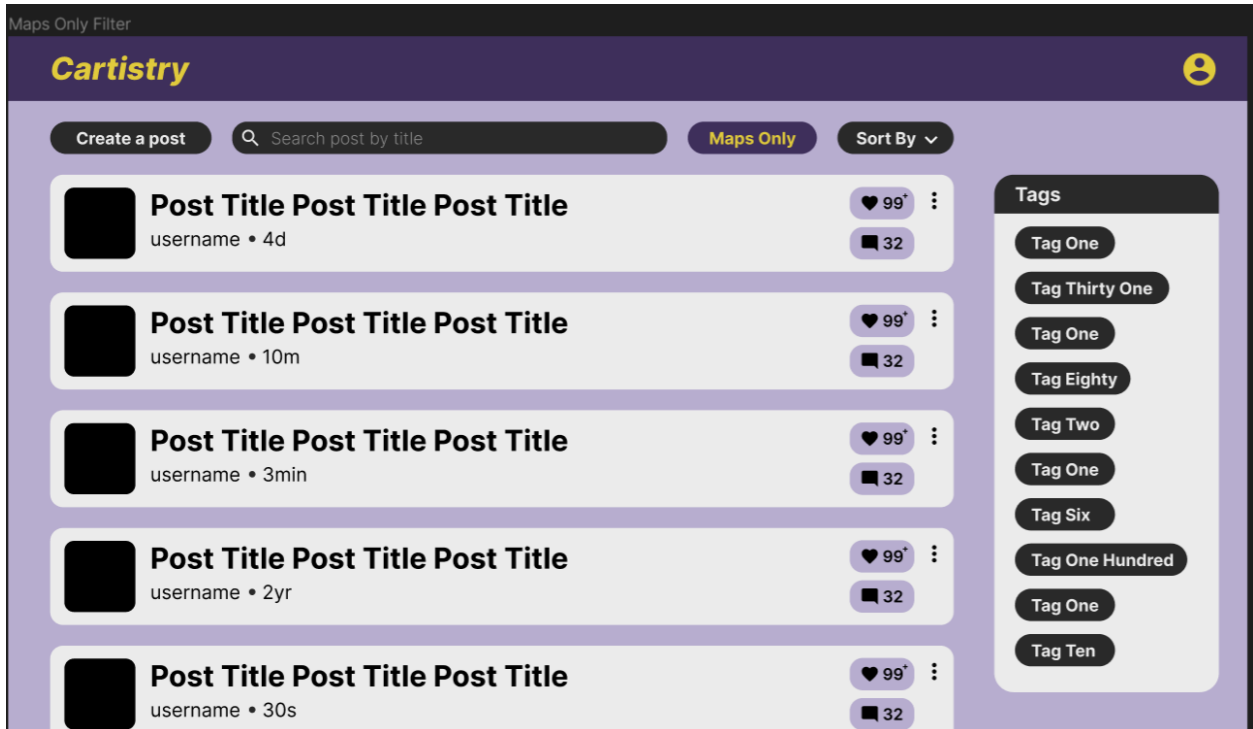 Maps Only Filter
Cartistry
Create a post
Search post by title
Maps Only
Sort By
Post Title Post Title Post Title
username • 4d
99+
32
Post Title Post Title Post Title
username • 10m
99+
32
Post Title Post Title Post Title
username • 3min
99+
32
Post Title Post Title Post Title
username • 2yr
99+
32
Post Title Post Title Post Title
username • 30s
99+
32
Tags
Tag One
Tag Thirty One
Tag One
Tag Eighty
Tag Two
Tag One
Tag Six
Tag One Hundred
Tag One
Tag Ten